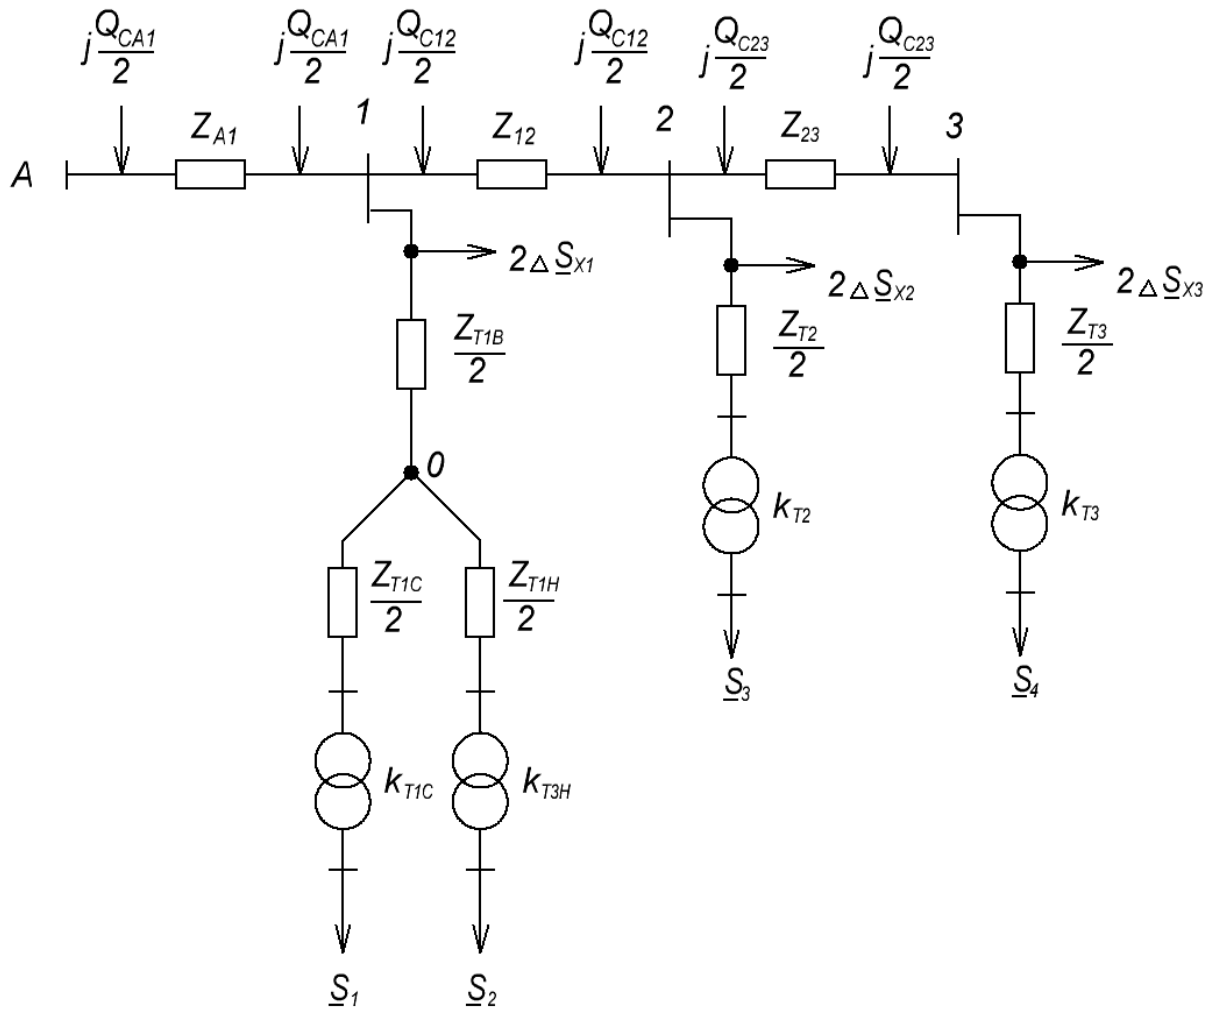 j Q_CA1/2
j Q_CA1/2
j Q_C12/2
j Q_C12/2
j Q_C23/2
j Q_C23/2
A
Z_A1
1
Z_12
2
Z_23
3
2△S_X1
2△S_X2
2△S_X3
Z_T1B/2
Z_T2/2
Z_T3/2
0
k_T2
k_T3
Z_T1C/2
Z_T1H/2
S_3
S_4
k_T1C
k_T3H
S_1
S_2